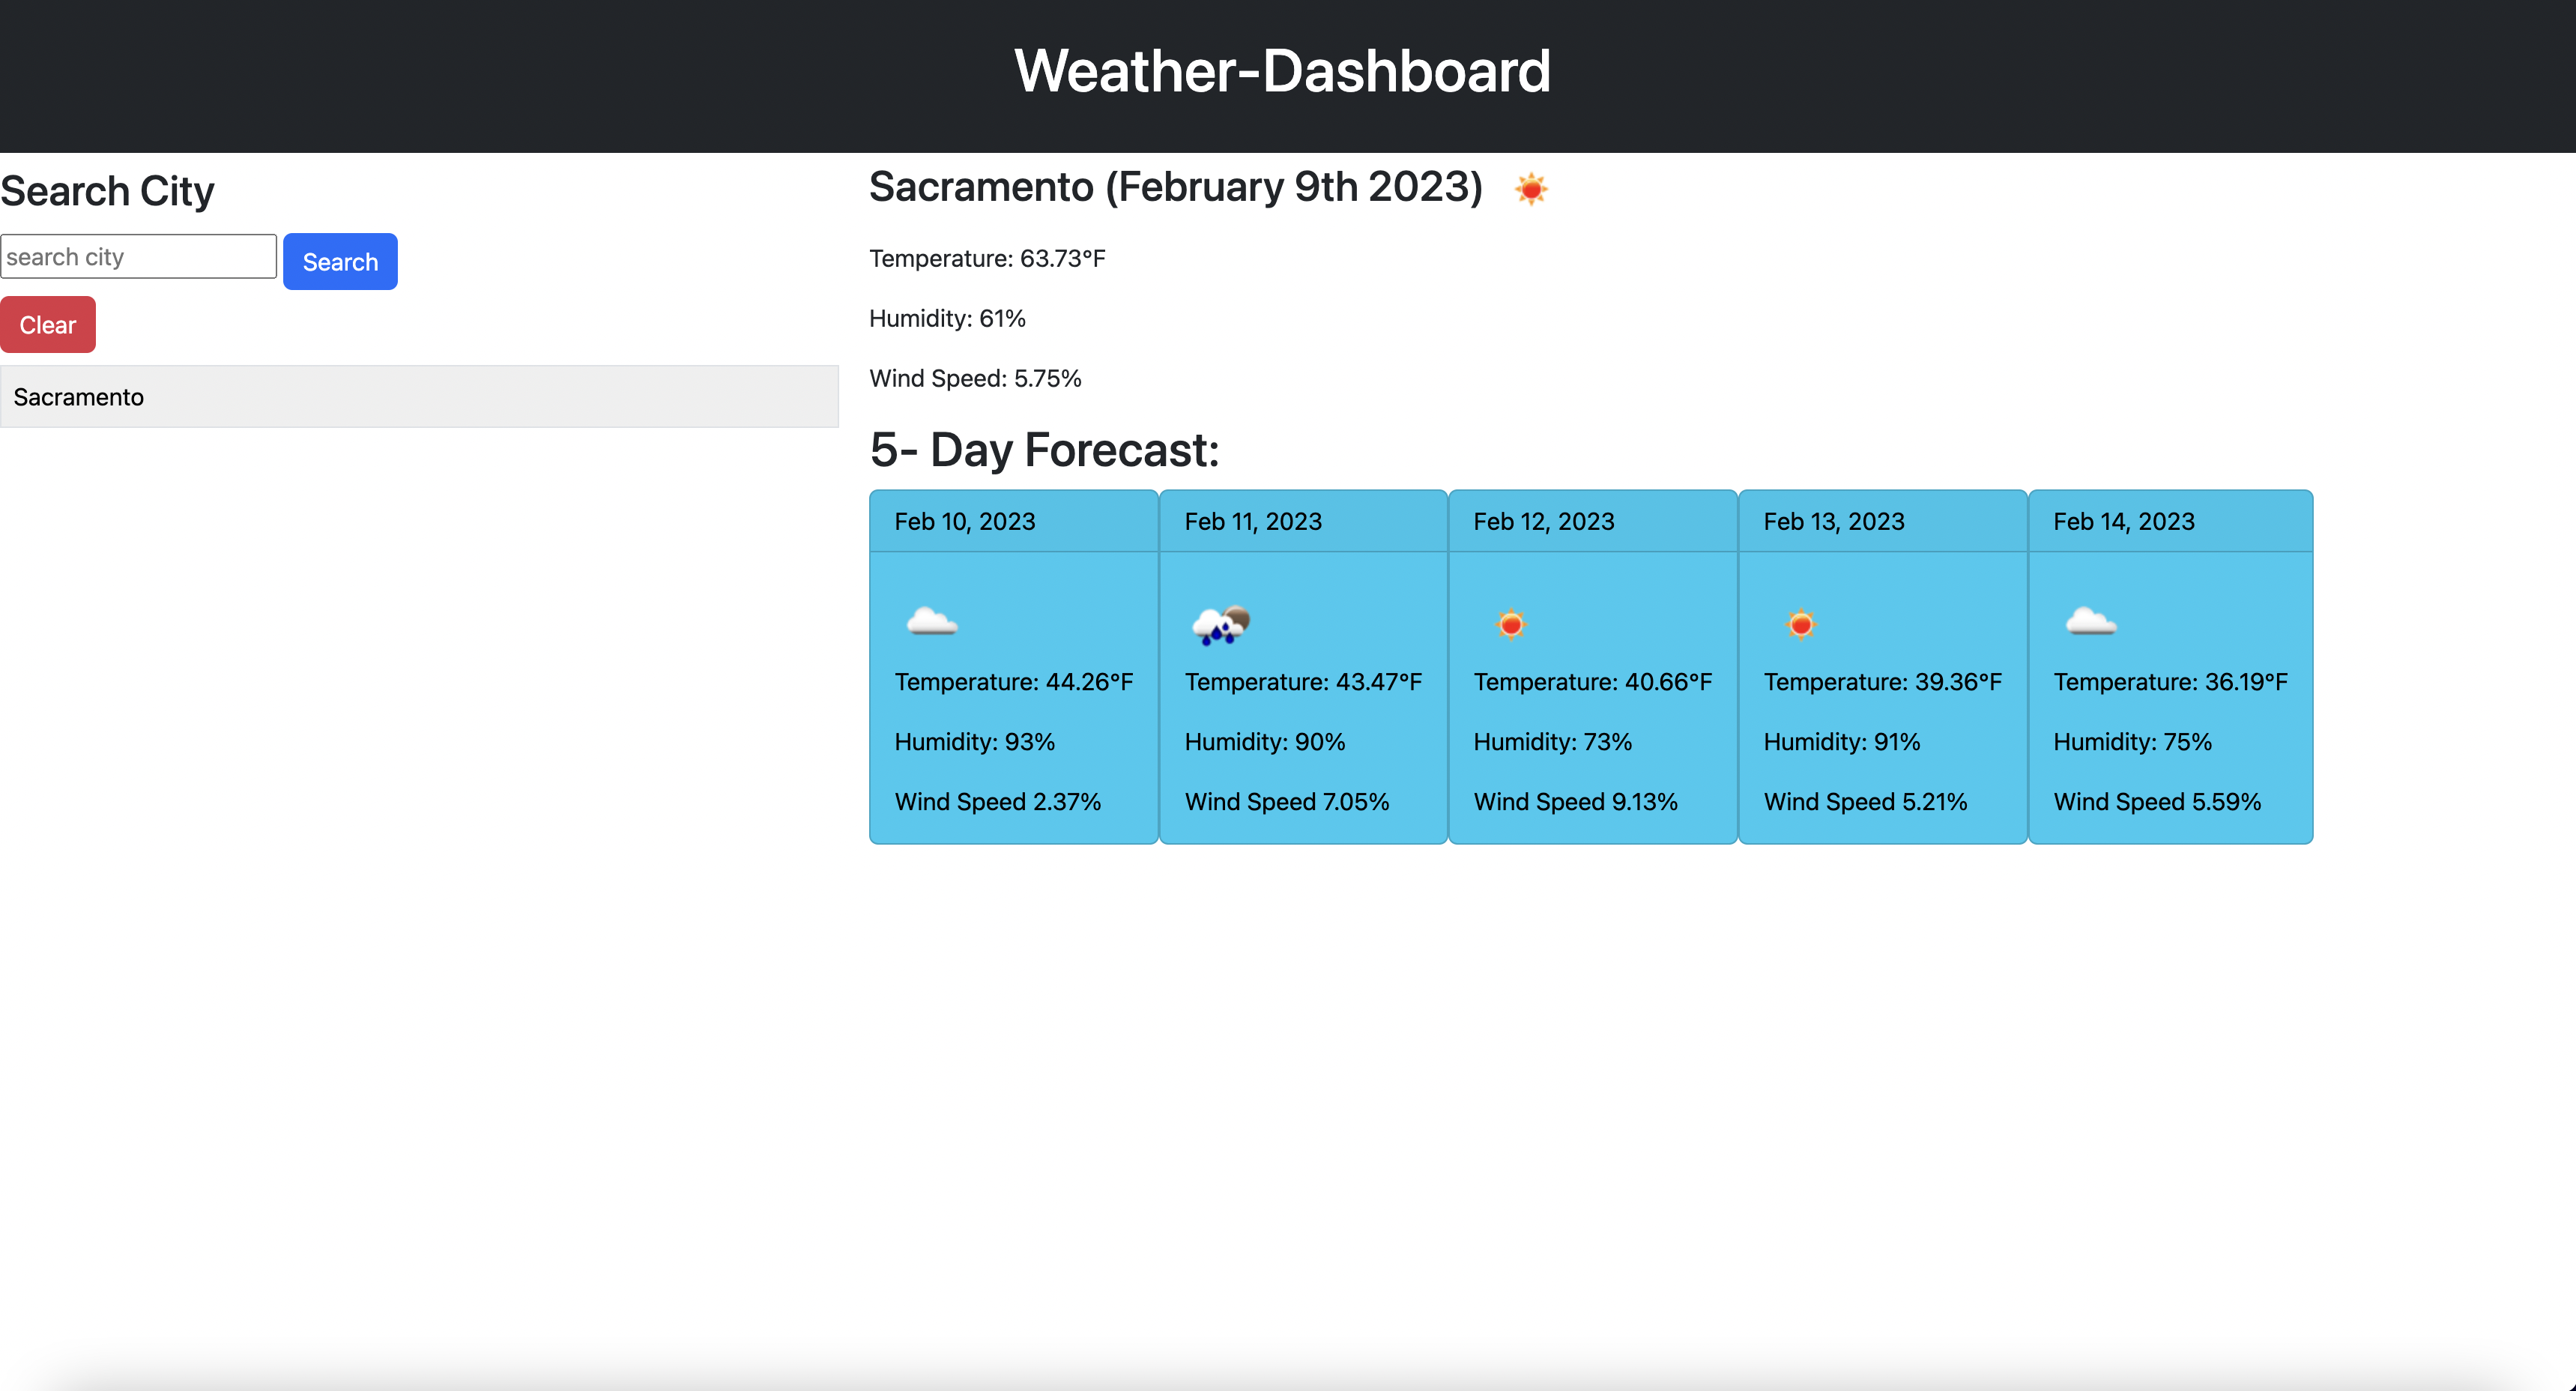 Weather-Dashboard
Search City
search city
Search
Clear
Sacramento
Sacramento (February 9th 2023)
Temperature: 63.73°F
Humidity: 61%
Wind Speed: 5.75%
5- Day Forecast:
Feb 10, 2023
Temperature: 44.26°F
Humidity: 93%
Wind Speed 2.37%
Feb 11, 2023
Temperature: 43.47°F
Humidity: 90%
Wind Speed 7.05%
Feb 12, 2023
Temperature: 40.66°F
Humidity: 73%
Wind Speed 9.13%
Feb 13, 2023
Temperature: 39.36°F
Humidity: 91%
Wind Speed 5.21%
Feb 14, 2023
Temperature: 36.19°F
Humidity: 75%
Wind Speed 5.59%